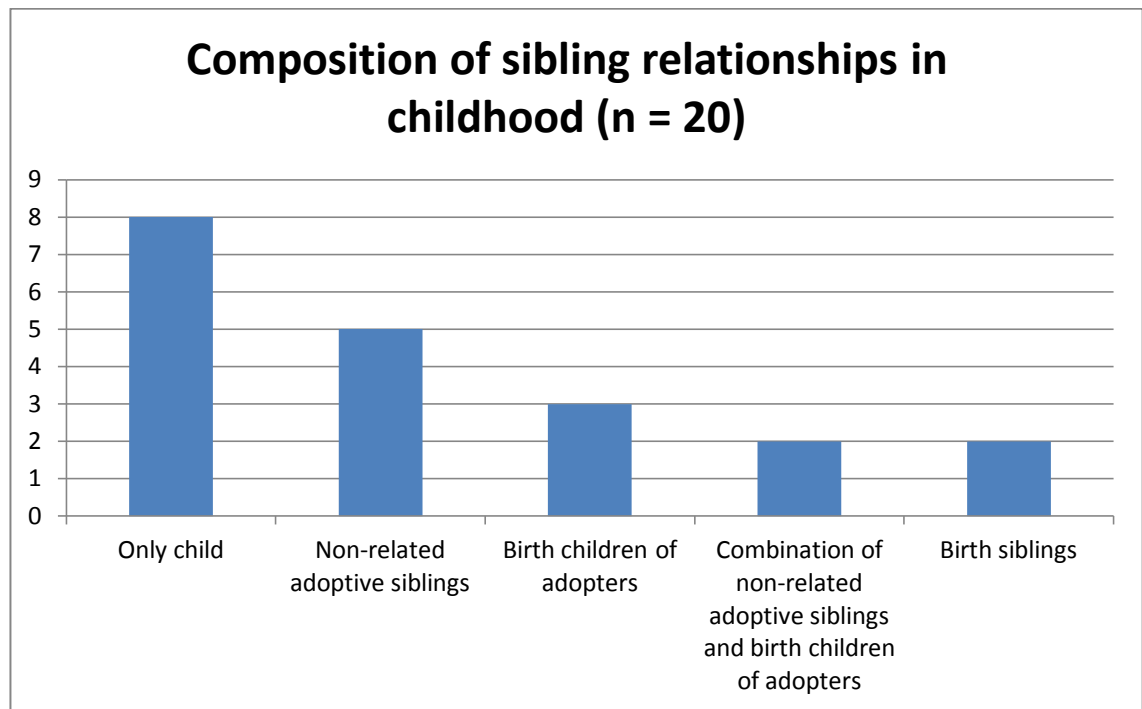 Composition of sibling relationships in
childhood (n = 20)
9
8
7
6
5
4
3
2
1
0
Only child
Non-related
adoptive siblings
Birth children of
adopters
Combination of
non-related
adoptive siblings
and birth children
of adopters
Birth siblings